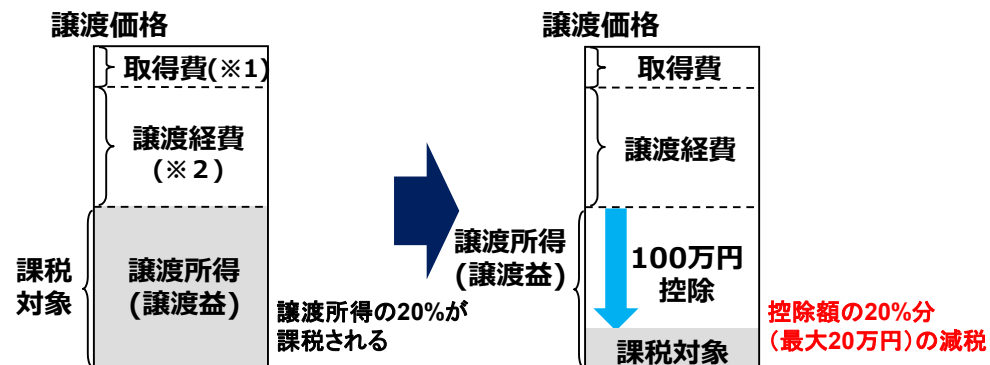 譲渡価格
取得費(※1)
譲渡経費
(※２)
課税
対象
譲渡所得
(譲渡益)
譲渡所得の20%が
課税される
譲渡価格
取得費
譲渡経費
譲渡所得
(譲渡益)
100万円
控除
課税対象
控除額の20%分
（最大20万円）の減税